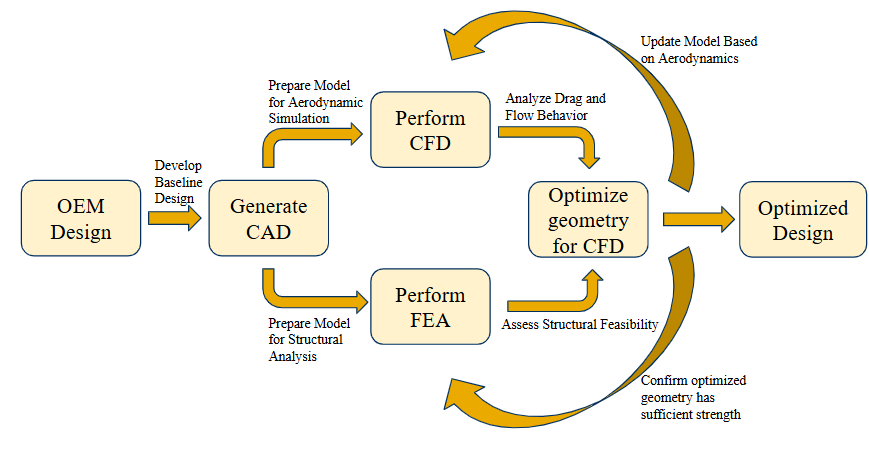 Update Model Based
on Aerodynamics
Prepare Model
for Aerodynamic
Simulation
Perform
CFD
Analyze Drag and
Flow Behavior
Develop
Baseline
Design
OEM
Design
Generate
CAD
Optimize
geometry
for CFD
Optimized
Design
Perform
FEA
Prepare Model
for Structural
Analysis
Assess Structural Feasibility
Confirm optimized
geometry has
sufficient strength